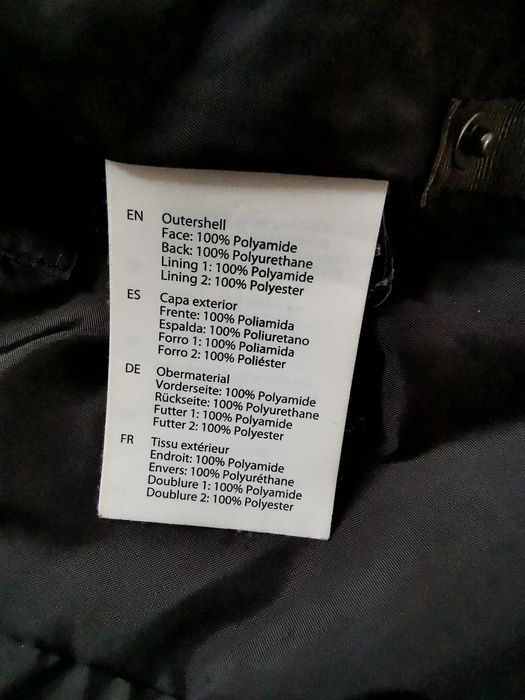 EN Outershell
Face: 100% Polyamide
Back: 100% Polyurethane
Lining 1: 100% Polyamide
Lining 2: 100% Polyester
ES Capa exterior
Frente: 100% Poliamida
Espalda: 100% Poliuretano
Forro 1: 100% Poliamida
Forro 2: 100% Poliéster
DE Obermaterial
Vorderseite: 100% Polyamide
Rückseite: 100% Polyurethane
Futter 1: 100% Polyamide
Futter 2: 100% Polyester
FR Tissu extérieur
Endroit: 100% Polyamide
Envers: 100% Polyuréthane
Doublure 1: 100% Polyamide
Doublure 2: 100% Polyester